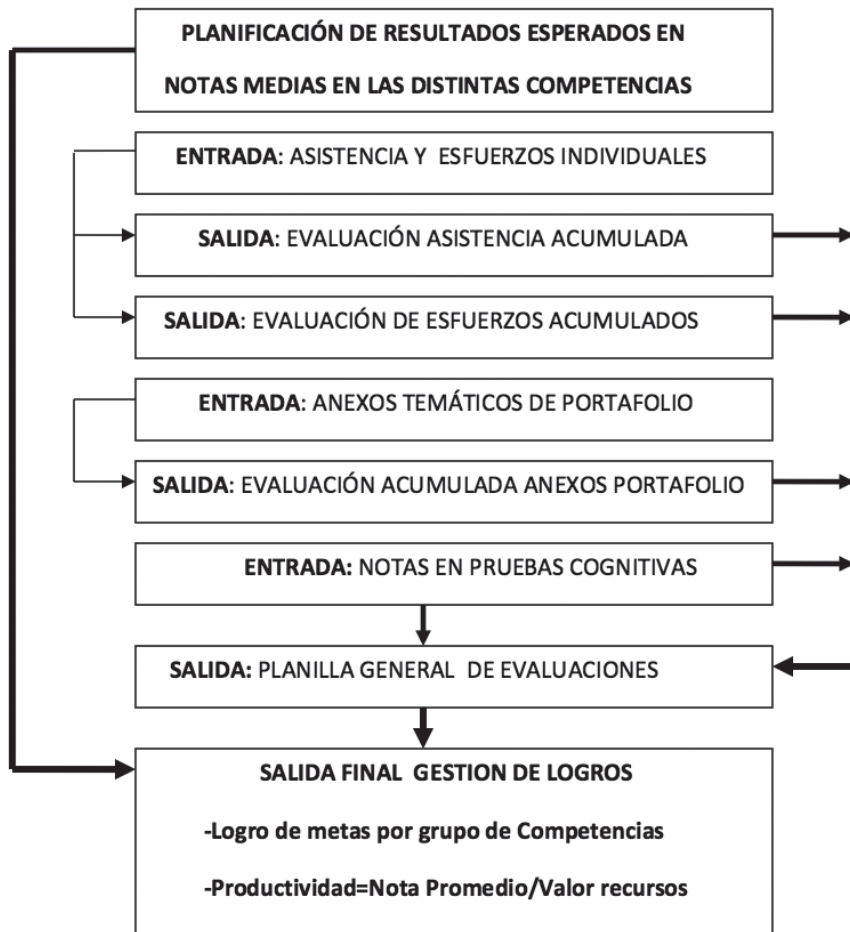 PLANIFICACIÓN DE RESULTADOS ESPERADOS EN
NOTAS MEDIAS EN LAS DISTINTAS COMPETENCIAS
ENTRADA: ASISTENCIA Y ESFUERZOS INDIVIDUALES
SALIDA: EVALUACIÓN ASISTENCIA ACUMULADA
SALIDA: EVALUACIÓN DE ESFUERZOS ACUMULADOS
ENTRADA: ANEXOS TEMÁTICOS DE PORTAFOLIO
SALIDA: EVALUACIÓN ACUMULADA ANEXOS PORTAFOLIO
ENTRADA: NOTAS EN PRUEBAS COGNITIVAS
SALIDA: PLANILLA GENERAL DE EVALUACIONES
SALIDA FINAL GESTION DE LOGROS
-Logro de metas por grupo de Competencias
-Productividad=Nota Promedio/Valor recursos